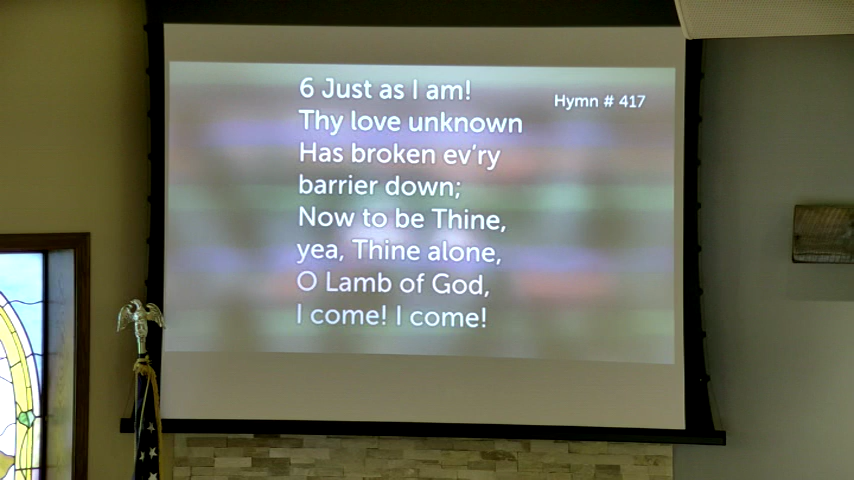 6 Just as I am!
Hymn # 417
Thy love unknown
Has broken ev'ry
barrier down;
Now to be Thine,
yea, Thine alone,
O Lamb of God,
I come! I come!